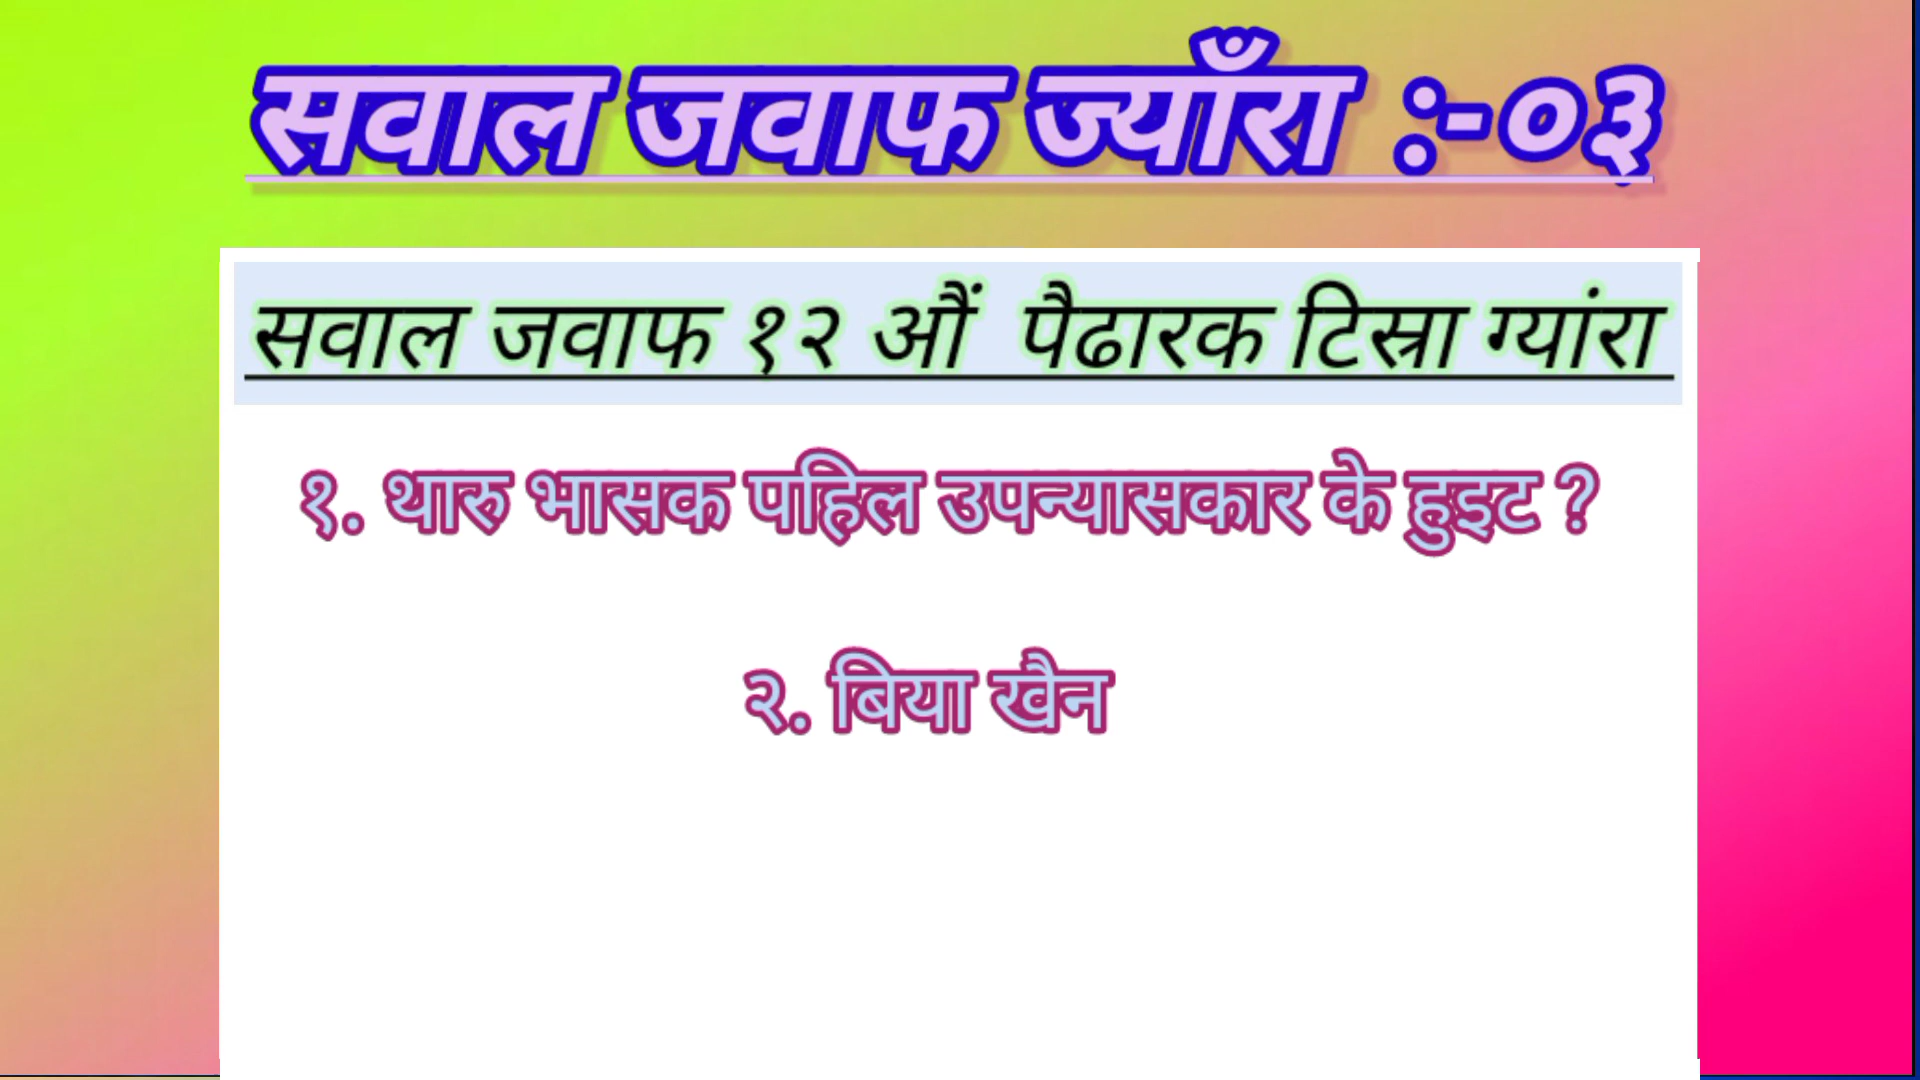 सवाल जवाफ ज्याँरा :-०३
सवाल जवाफ १२ औं पैढारक टिस्रा ग्यांरा
१. थारु भासक पहिल उपन्यासकार के हुइट ?
२. बिया खैन